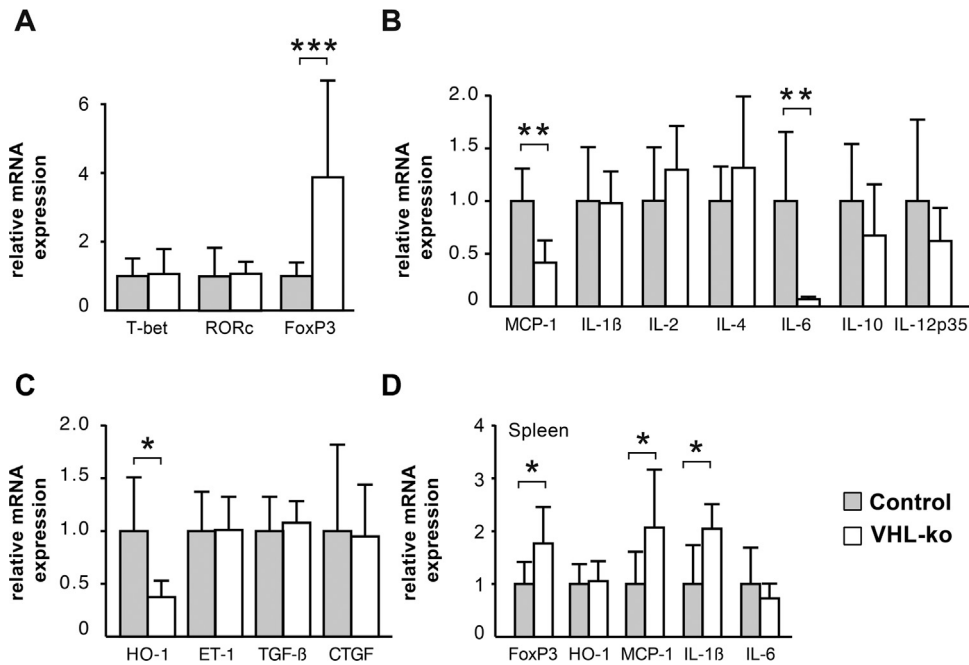 A
***
6
4
2
0
relative mRNA
expression
T-bet RORc FoxP3
B
2.0
1.5
1.0
0.5
0
relative mRNA
expression
**
**
MCP-1 IL-1ß IL-2 IL-4 IL-6 IL-10 IL-12p35
C
2.0
1.5
1.0
0.5
0
relative mRNA
expression
*
HO-1 ET-1 TGF-ß CTGF
D
4
3
2
1
0
relative mRNA
expression
Spleen
*
*
*
FoxP3 HO-1 MCP-1 IL-1ß IL-6
Control
VHL-ko